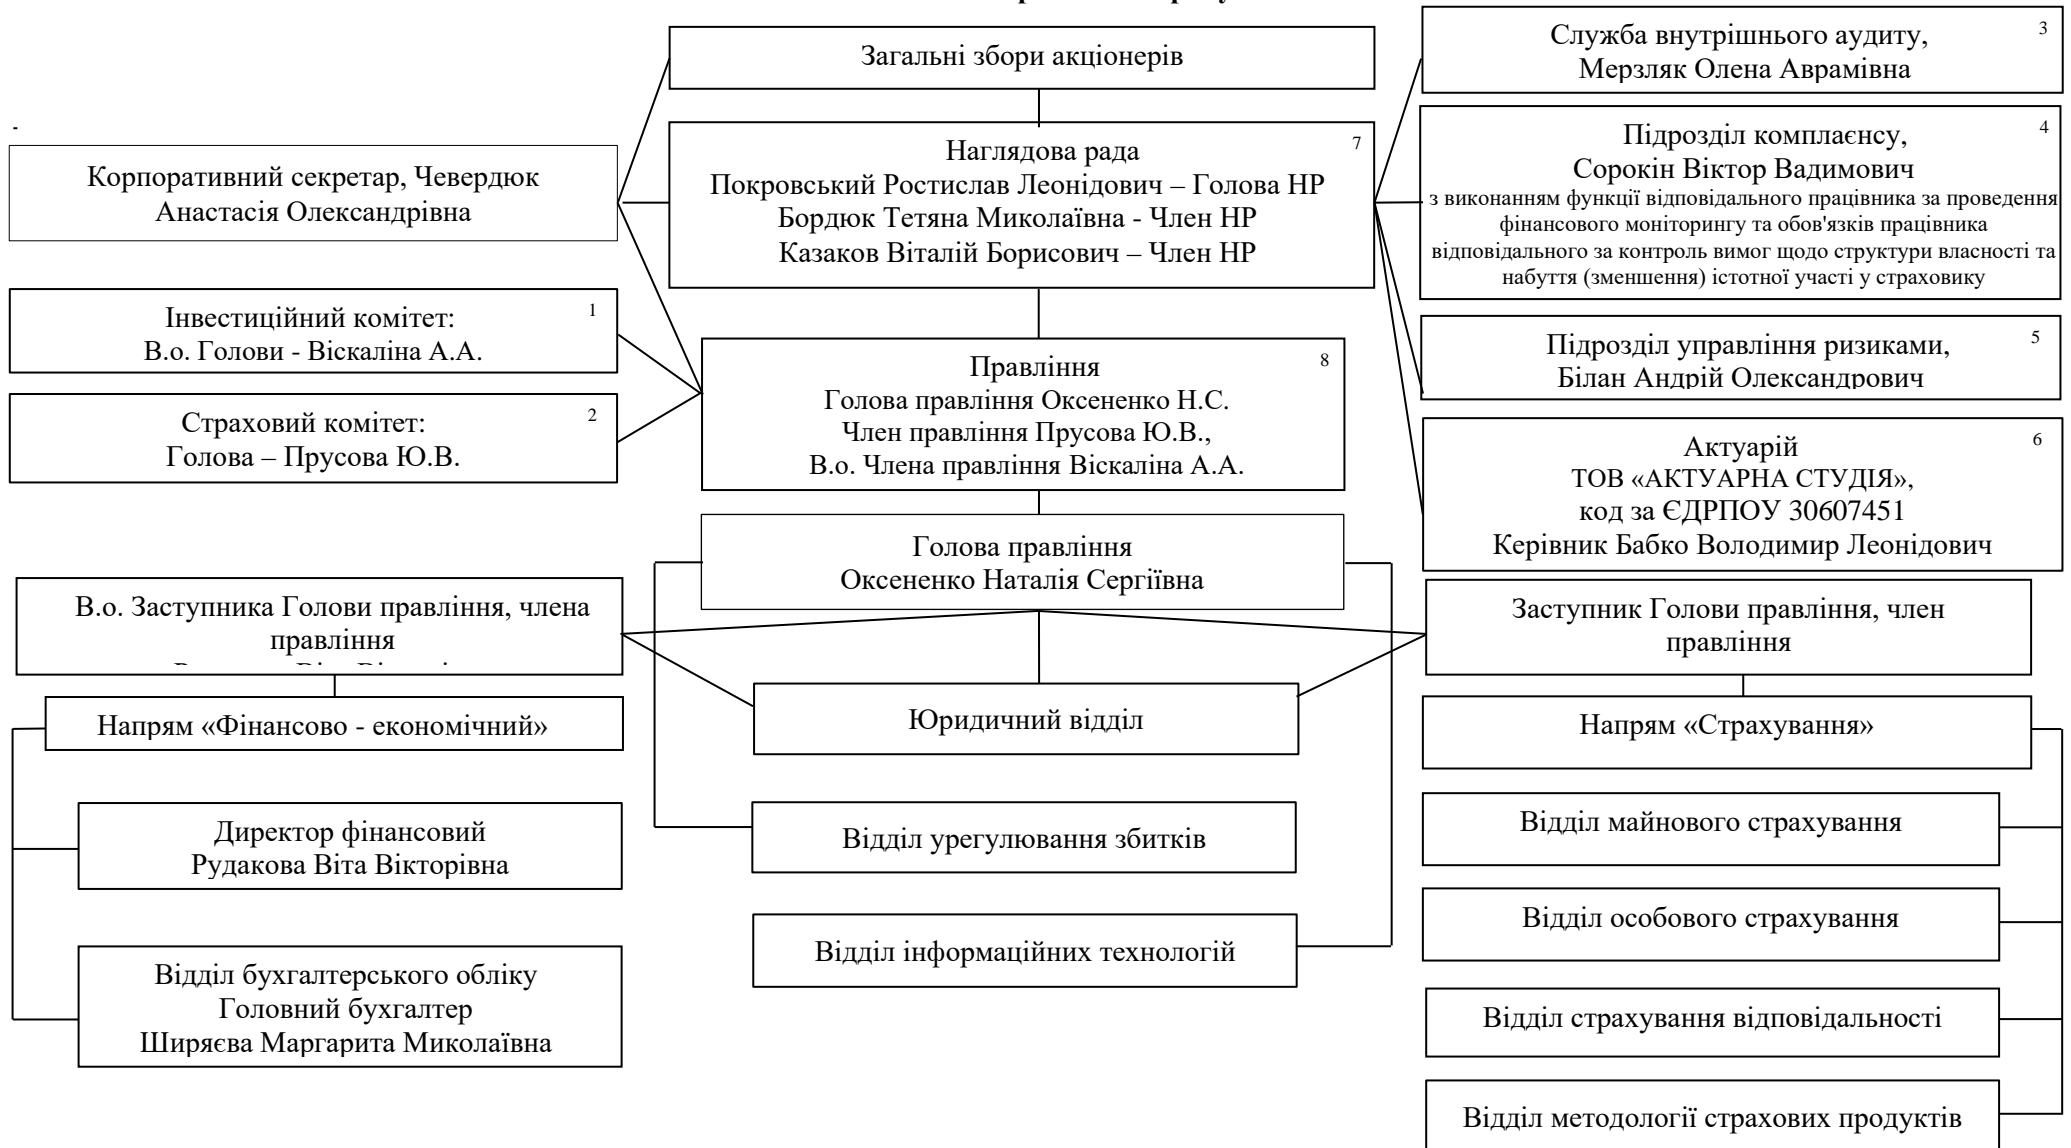 Загальні збори акціонерів
Служба внутрішнього аудиту,
3
Мерзляк Олена Аврамівна
Наглядова рада
7
Покровський Ростислав Леонідович – Голова НР
Бордюк Тетяна Миколаївна - Член НР
Казаков Віталій Борисович – Член НР
Підрозділ комплаєнсу,
4
Сорокін Віктор Вадимович
з виконанням функції відповідального працівника за проведення
фінансового моніторингу та обов'язків працівника
відповідального за контроль вимог щодо структури власності та
набуття (зменшення) істотної участі у страховику
-
Корпоративний секретар, Чевердюк
Анастасія Олександрівна
Інвестиційний комітет:
1
В.о. Голови - Віскаліна А.А.
Страховий комітет:
2
Голова – Прусова Ю.В.
Правління
8
Голова правління Оксененко Н.С.
Член правління Прусова Ю.В.,
В.о. Члена правління Віскаліна А.А.
Підрозділ управління ризиками,
5
Білан Андрій Олександрович
Актуарій
6
ТОВ «АКТУАРНА СТУДІЯ»,
код за ЄДРПОУ 30607451
Керівник Бабко Володимир Леонідович
Голова правління
Оксененко Наталія Сергіївна
В.о. Заступника Голови правління, члена
правління
Заступник Голови правління, член
правління
Напрям «Фінансово - економічний»
Юридичний відділ
Напрям «Страхування»
Директор фінансовий
Рудакова Віта Вікторівна
Відділ урегулювання збитків
Відділ майнового страхування
Відділ особового страхування
Відділ бухгалтерського обліку
Головний бухгалтер
Ширяєва Маргарита Миколаївна
Відділ інформаційних технологій
Відділ страхування відповідальності
Відділ методології страхових продуктів